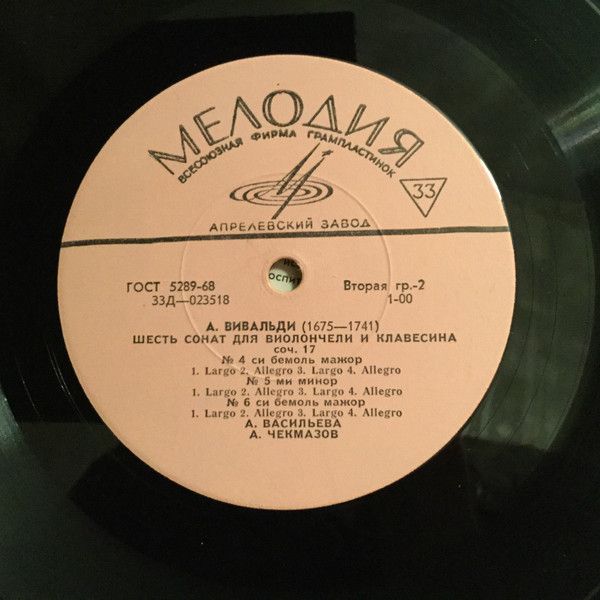 МЕЛОДИЯ
ВСЕСОЮЗНАЯ ФИРМА ГРАМПЛАСТИНОК
33
АПРЕЛЕВСКИЙ ЗАВОД
ГОСТ 5289-68
Вторая гр.-2
33Д—023518
1-00
А. ВИВАЛЬДИ (1675—1741)
ШЕСТЬ СОНАТ ДЛЯ ВИОЛОНЧЕЛИ И КЛАВЕСИНА
соч. 17
№ 4 си бемоль мажор
1. Largo 2. Allegro 3. Largo 4. Allegro
№ 5 ми минор
1. Largo 2. Allegro 3. Largo 4. Allegro
№ 6 си бемоль мажор
1. Largo 2. Allegro 3. Largo 4. Allegro
А. ВАСИЛЬЕВА
А. ЧЕКМАЗОВ